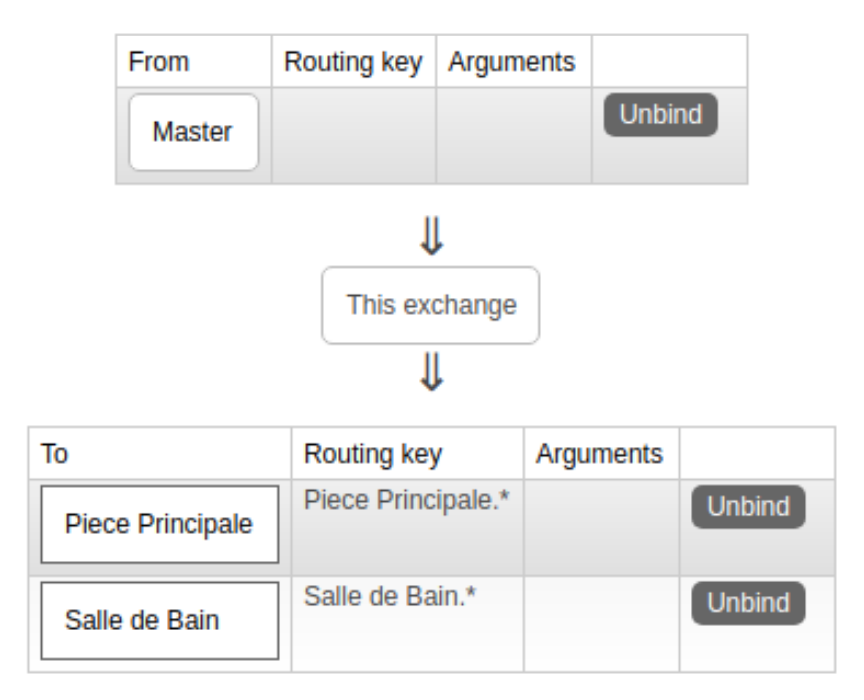 From Routing key Arguments
Master Unbind
⇓
This exchange
⇓
To Routing key Arguments
Piece Principale Piece Principale.* Unbind
Salle de Bain Salle de Bain.* Unbind